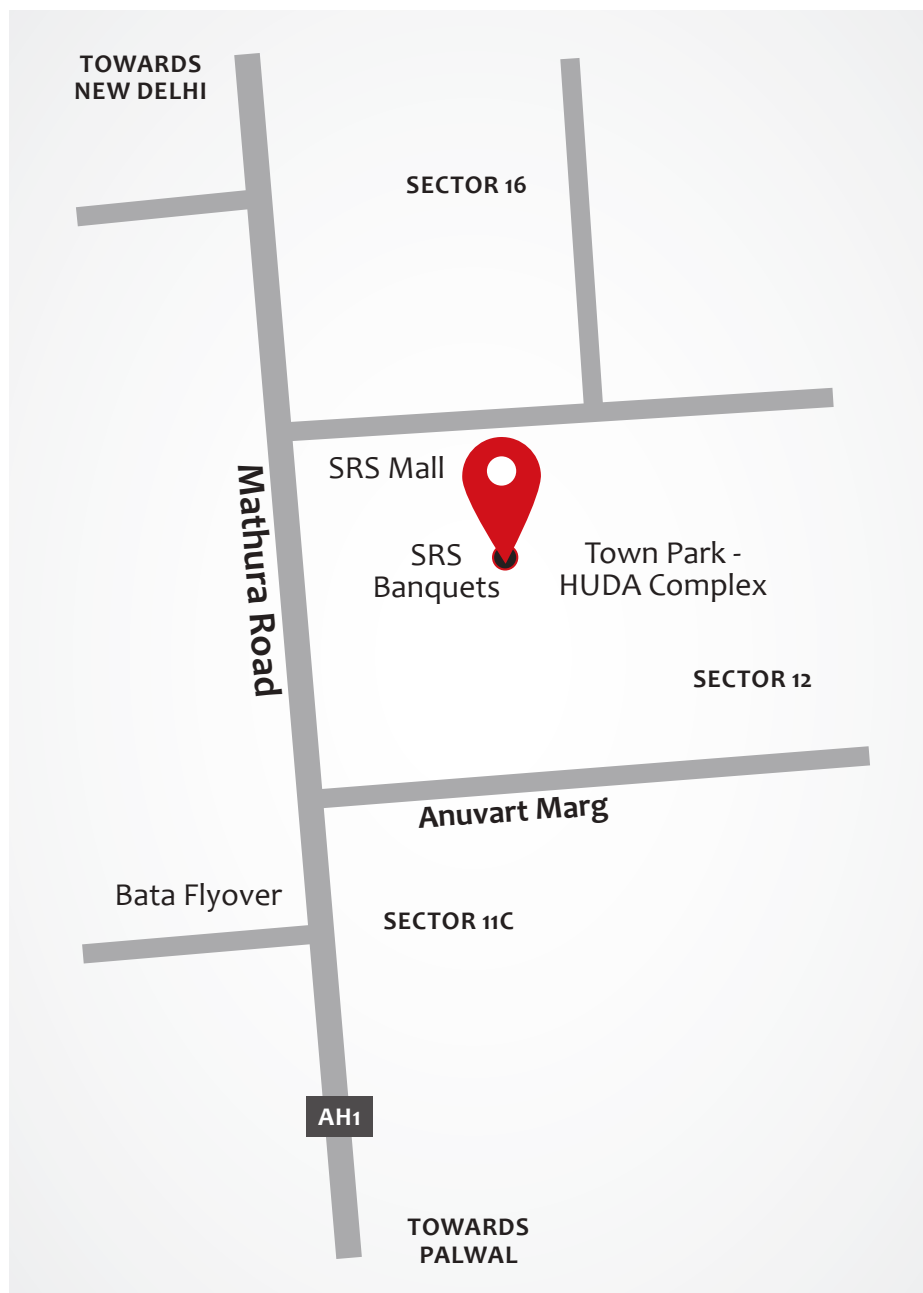 TOWARDS
NEW DELHI
SECTOR 16
SRS Mall
Mathura Road
SRS
Banquets
Town Park -
HUDA Complex
SECTOR 12
Anuvart Marg
Bata Flyover
SECTOR 11C
AH1
TOWARDS
PALWAL